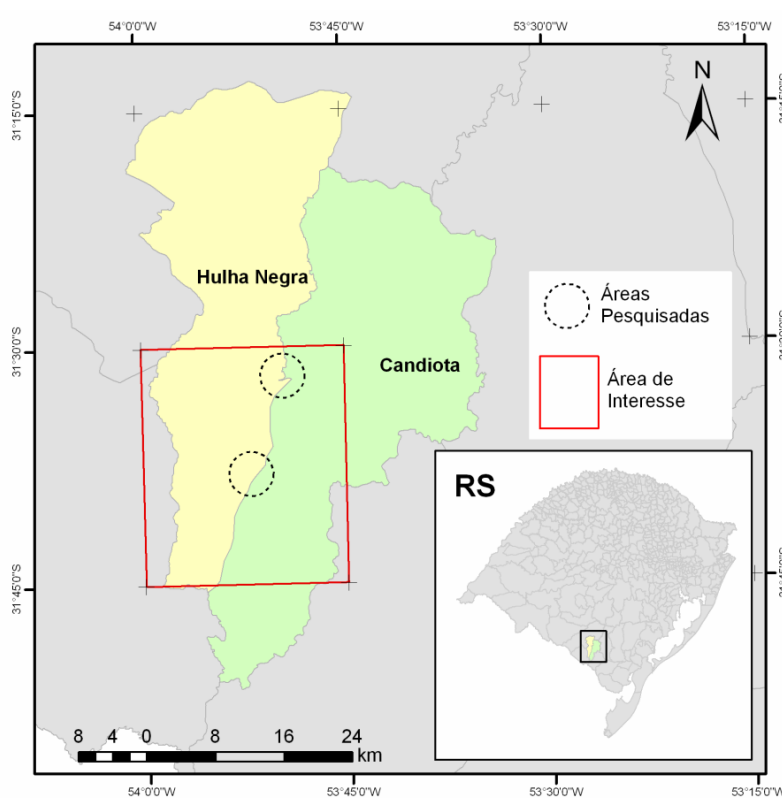 54°0'0"W
53°45'0"W
53°30'0"W
53°15'0"W
31°15'0"S
N
Hulha Negra
Áreas
Pesquisadas
31°30'0"S
Candiota
Área de
Interesse
RS
31°45'0"S
8 4 0 8 16 24
km
54°0'0"W
53°45'0"W
53°30'0"W
53°15'0"W